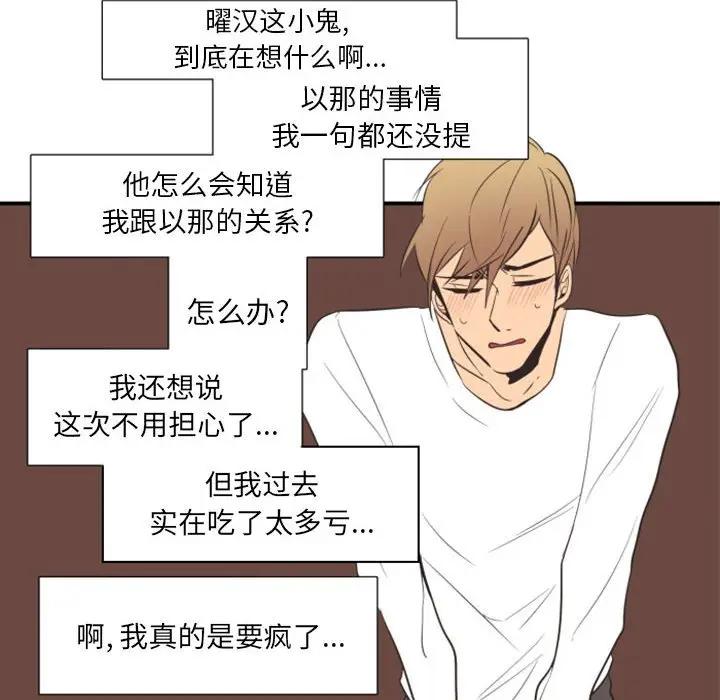 曜汉这小鬼,
到底在想什么啊...
以那的事情
我一句都还没提
他怎么会知道
我跟以那的关系?
怎么办?
我还想说
这次不用担心了...
但我过去
实在吃了太多亏...
啊, 我真的是要疯了...